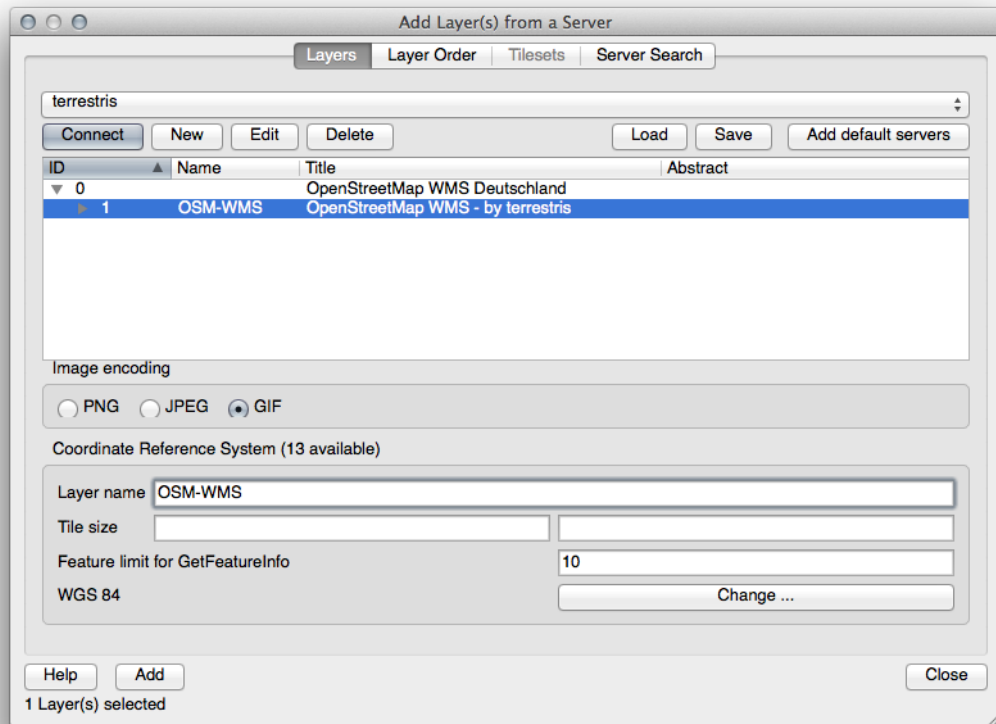 Add Layer(s) from a Server
Layers Layer Order Tilesets Server Search
terrestris
Connect New Edit Delete Load Save Add default servers
ID Name Title Abstract
0 OpenStreetMap WMS Deutschland
1 OSM-WMS OpenStreetMap WMS - by terrestris
Image encoding
PNG JPEG GIF
Coordinate Reference System (13 available)
Layer name OSM-WMS
Tile size
Feature limit for GetFeatureInfo 10
WGS 84 Change ...
Help Add Close
1 Layer(s) selected